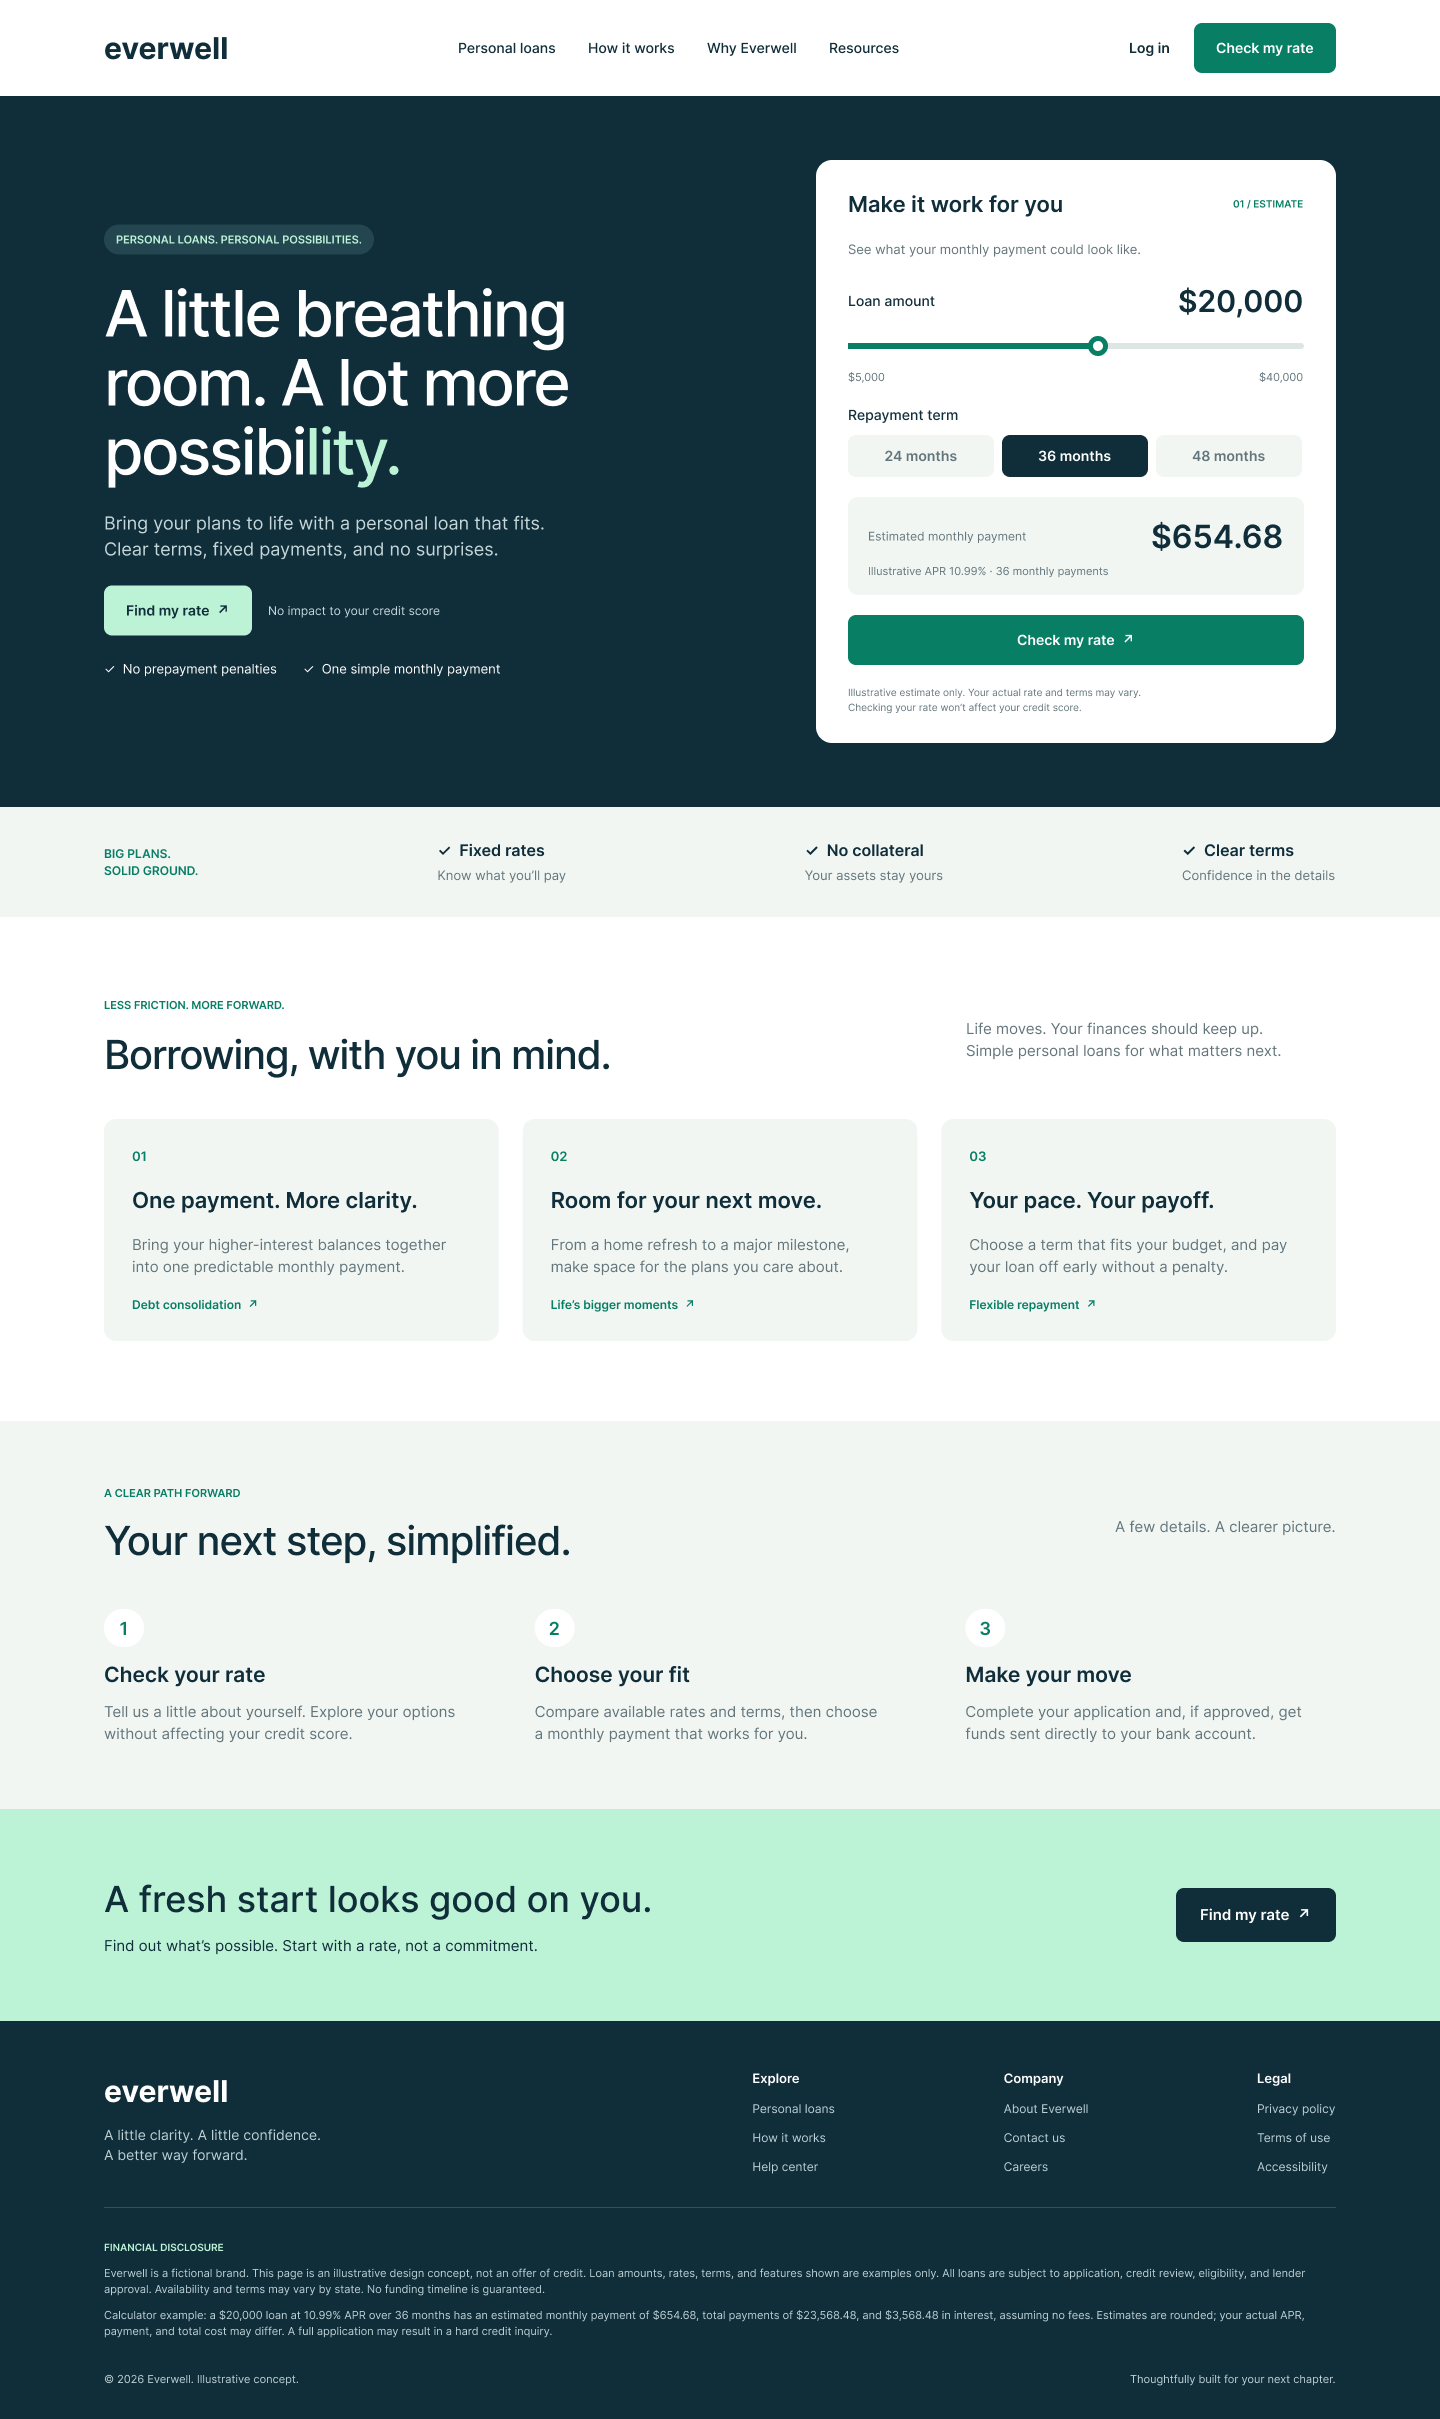 everwell
Personal loans
How it works
Why Everwell
Resources
Log in
Check my rate
PERSONAL LOANS. PERSONAL POSSIBILITIES.
A little breathing
room. A lot more
possibility.
Bring your plans to life with a personal loan that fits.
Clear terms, fixed payments, and no surprises.
Find my rate ↗
No impact to your credit score
✓ No prepayment penalties
✓ One simple monthly payment
Make it work for you
01 / ESTIMATE
See what your monthly payment could look like.
Loan amount
$20,000
$5,000
$40,000
Repayment term
24 months
36 months
48 months
Estimated monthly payment
$654.68
Illustrative APR 10.99% · 36 monthly payments
Check my rate ↗
Illustrative estimate only. Your actual rate and terms may vary.
Checking your rate won’t affect your credit score.
BIG PLANS.
SOLID GROUND.
✓ Fixed rates
Know what you’ll pay
✓ No collateral
Your assets stay yours
✓ Clear terms
Confidence in the details
LESS FRICTION. MORE FORWARD.
Borrowing, with you in mind.
Life moves. Your finances should keep up.
Simple personal loans for what matters next.
01
One payment. More clarity.
Bring your higher-interest balances together
into one predictable monthly payment.
Debt consolidation ↗
02
Room for your next move.
From a home refresh to a major milestone,
make space for the plans you care about.
Life’s bigger moments ↗
03
Your pace. Your payoff.
Choose a term that fits your budget, and pay
your loan off early without a penalty.
Flexible repayment ↗
A CLEAR PATH FORWARD
Your next step, simplified.
A few details. A clearer picture.
1
Check your rate
Tell us a little about yourself. Explore your options
without affecting your credit score.
2
Choose your fit
Compare available rates and terms, then choose
a monthly payment that works for you.
3
Make your move
Complete your application and, if approved, get
funds sent directly to your bank account.
A fresh start looks good on you.
Find out what’s possible. Start with a rate, not a commitment.
Find my rate ↗
everwell
A little clarity. A little confidence.
A better way forward.
Explore
Personal loans
How it works
Help center
Company
About Everwell
Contact us
Careers
Legal
Privacy policy
Terms of use
Accessibility
FINANCIAL DISCLOSURE
Everwell is a fictional brand. This page is an illustrative design concept, not an offer of credit. Loan amounts, rates, terms, and features shown are examples only. All loans are subject to application, credit review, eligibility, and lender
approval. Availability and terms may vary by state. No funding timeline is guaranteed.
Calculator example: a $20,000 loan at 10.99% APR over 36 months has an estimated monthly payment of $654.68, total payments of $23,568.48, and $3,568.48 in interest, assuming no fees. Estimates are rounded; your actual APR,
payment, and total cost may differ. A full application may result in a hard credit inquiry.
© 2026 Everwell. Illustrative concept.
Thoughtfully built for your next chapter.